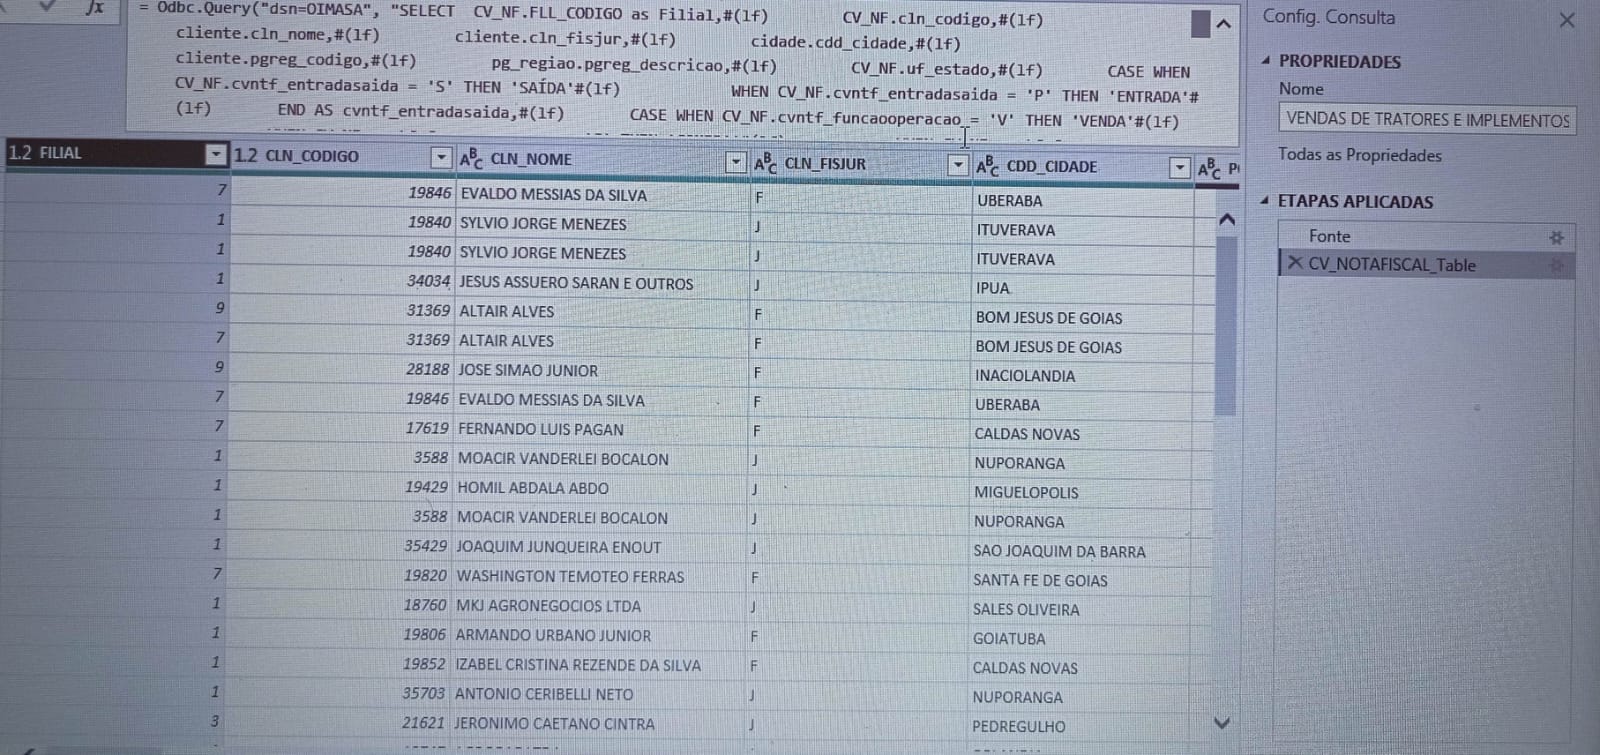 fx
= Odbc.Query("dsn=OIMASA", "SELECT CV_NF.FLL_CODIGO as Filial,#(lf) CV_NF.cln_codigo,#(lf)
cliente.cln_nome,#(lf) cliente.cln_fisjur,#(lf) cidade.cdd_cidade,#(lf)
cliente.pgreg_codigo,#(lf) pg_regiao.pgreg_descricao,#(lf) CV_NF.uf_estado,#(lf) CASE WHEN
CV_NF.cvntf_entradasaida = 'S' THEN 'SAÍDA'#(lf) WHEN CV_NF.cvntf_entradasaida = 'P' THEN 'ENTRADA'#
(lf) END AS cvntf_entradasaida,#(lf) CASE WHEN CV_NF.cvntf_funcaooperacao = 'V' THEN 'VENDA'#(lf)
1.2 FILIAL 1.2 CLN_CODIGO ABC CLN_NOME ABC CLN_FISJUR ABC CDD_CIDADE ABC
7 19846 EVALDO MESSIAS DA SILVA F UBERABA
1 19840 SYLVIO JORGE MENEZES J ITUVERAVA
1 19840 SYLVIO JORGE MENEZES J ITUVERAVA
1 34034 JESUS ASSUERO SARAN E OUTROS J IPUA
9 31369 ALTAIR ALVES F BOM JESUS DE GOIAS
7 31369 ALTAIR ALVES F BOM JESUS DE GOIAS
9 28188 JOSE SIMAO JUNIOR F INACIOLANDIA
7 19846 EVALDO MESSIAS DA SILVA F UBERABA
7 17619 FERNANDO LUIS PAGAN F CALDAS NOVAS
1 3588 MOACIR VANDERLEI BOCALON J NUPORANGA
1 19429 HOMIL ABDALA ABDO J MIGUELOPOLIS
1 3588 MOACIR VANDERLEI BOCALON J NUPORANGA
1 35429 JOAQUIM JUNQUEIRA ENOUT J SAO JOAQUIM DA BARRA
7 19820 WASHINGTON TEMOTEO FERRAS F SANTA FE DE GOIAS
1 18760 MKJ AGRONEGOCIOS LTDA J SALES OLIVEIRA
1 19806 ARMANDO URBANO JUNIOR F GOIATUBA
1 19852 IZABEL CRISTINA REZENDE DA SILVA F CALDAS NOVAS
1 35703 ANTONIO CERIBELLI NETO J NUPORANGA
3 21621 JERONIMO CAETANO CINTRA J PEDREGULHO
Config. Consulta
PROPRIEDADES
Nome
VENDAS DE TRATORES E IMPLEMENTOS
Todas as Propriedades
ETAPAS APLICADAS
Fonte
CV_NOTAFISCAL_Table